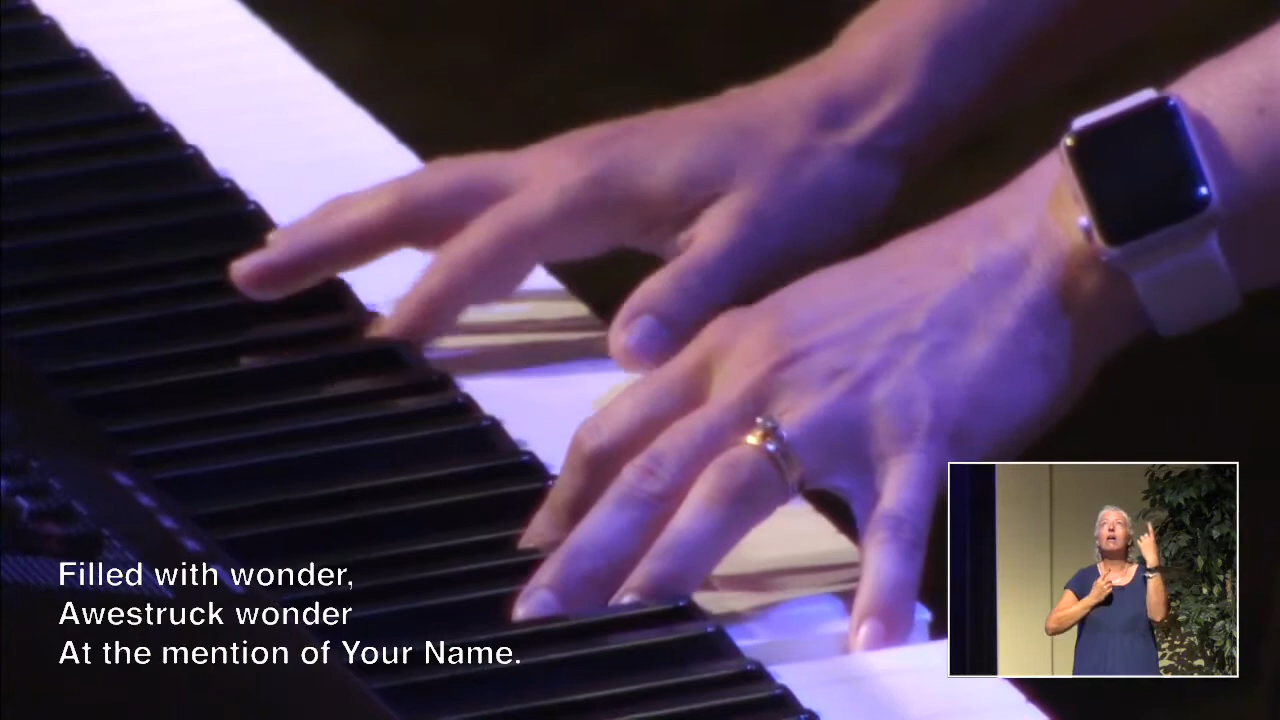 Filled with wonder,
Awestruck wonder
At the mention of Your Name.